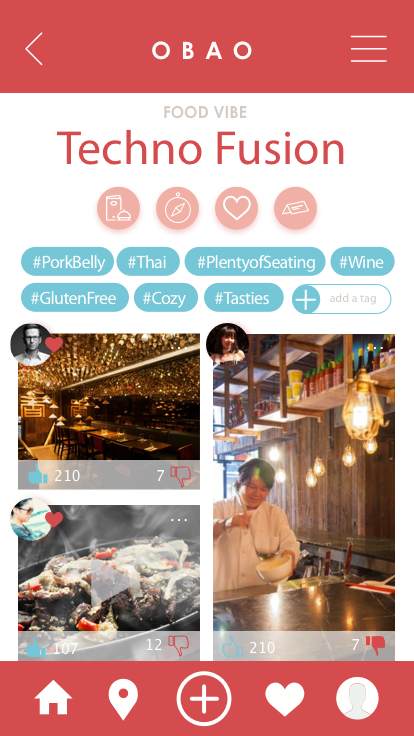 OBAO
FOOD VIBE
Techno Fusion
#PorkBelly #Thai #PlentyofSeating #Wine
#GlutenFree #Cozy #Tasties add a tag
210 7
107 12
210 7